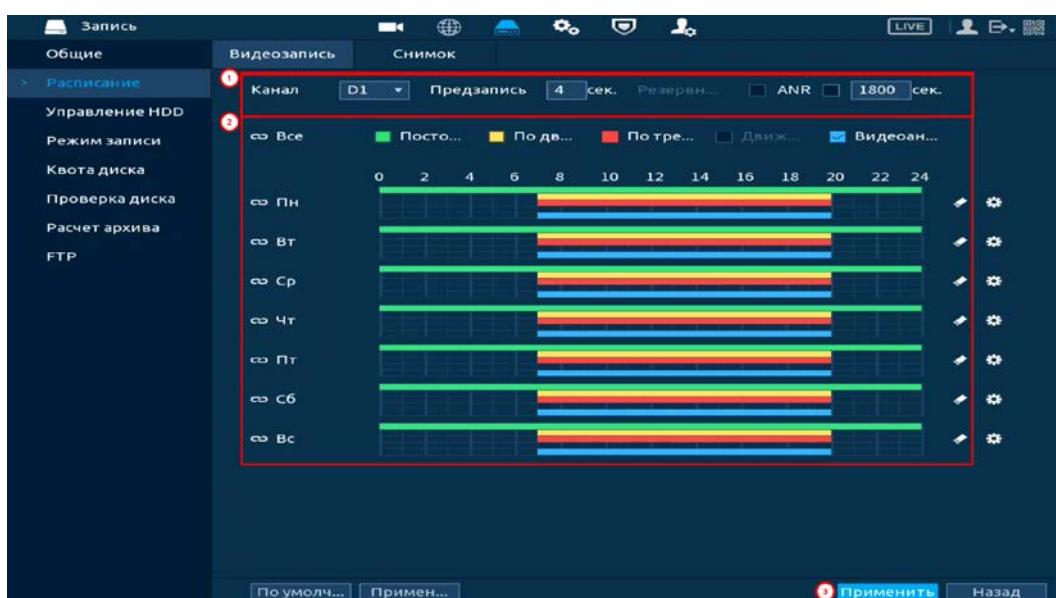 Запись LIVE
Общие
Расписание
Управление HDD
Режим записи
Квота диска
Проверка диска
Расчет архива
FTP
Видеозапись Снимок
1
Канал D1 Предзапись 4 сек. Резервн... ANR 1800 сек.
2
Все Посто... По дв... По тре... Движ... Видеоан...
0 2 4 6 8 10 12 14 16 18 20 22 24
Пн
Вт
Ср
Чт
Пт
Сб
Вс
По умолч... Примен... 3 Применить Назад